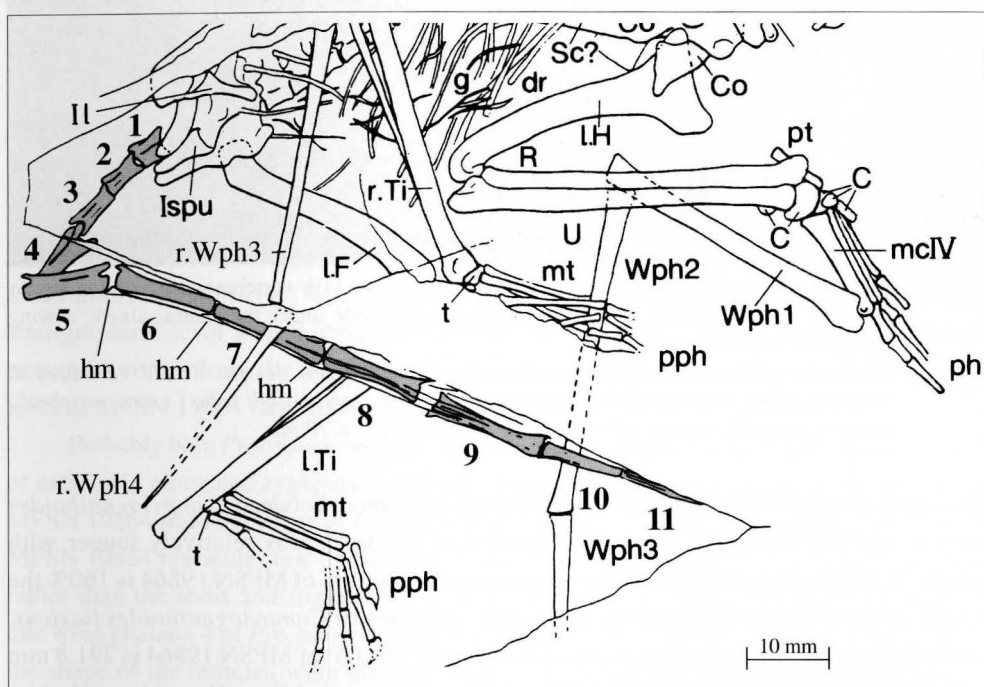 Co
C
Sc?
Co
g
dr
Il
1
l.H
pt
2
R
r.Ti
C
3
Ispu
r.Wph3
U
C
mcIV
4
l.F
mt
Wph2
t
Wph1
5
6
pph
ph
hm
hm
7
hm
8
9
r.Wph4
l.Ti
10
11
mt
t
Wph3
pph
10 mm